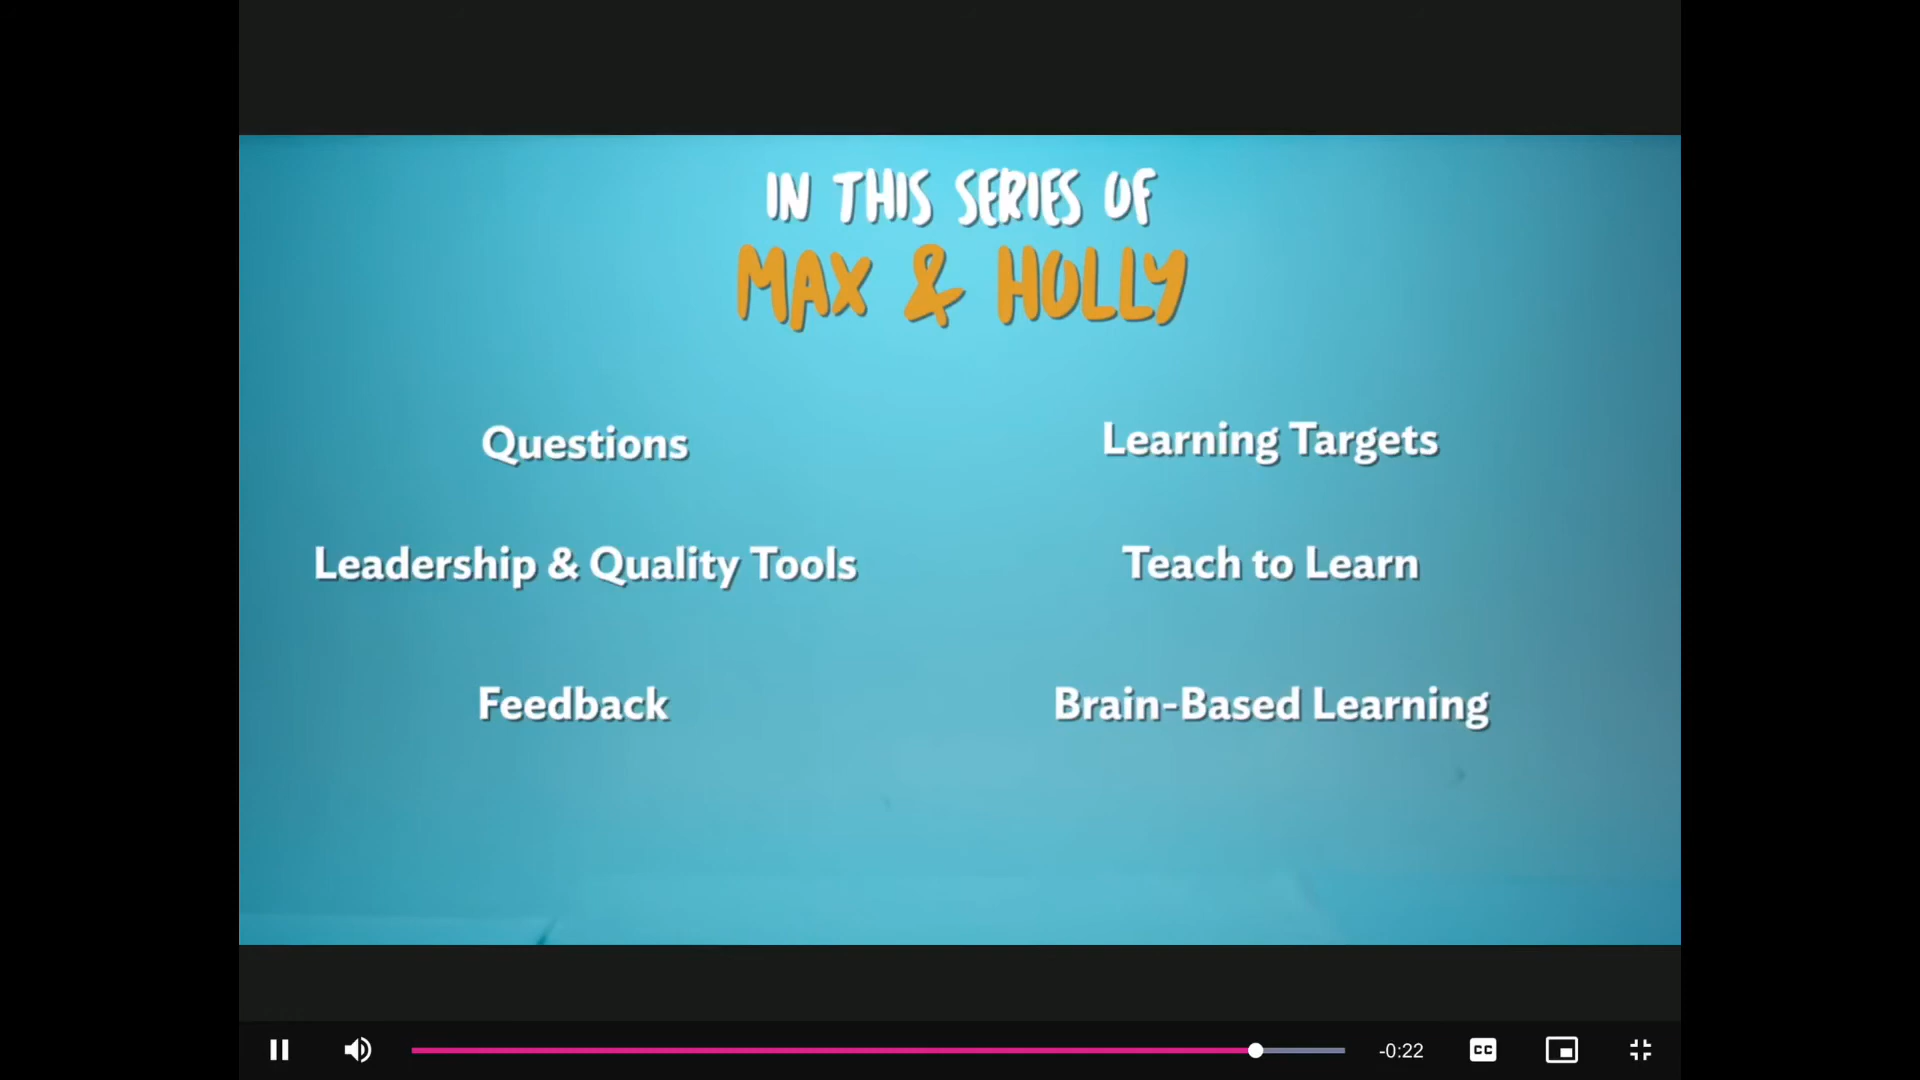 IN THIS SERIES OF
MAX & HOLLY
Questions
Learning Targets
Leadership & Quality Tools
Teach to Learn
Feedback
Brain-Based Learning
-0:22
CC